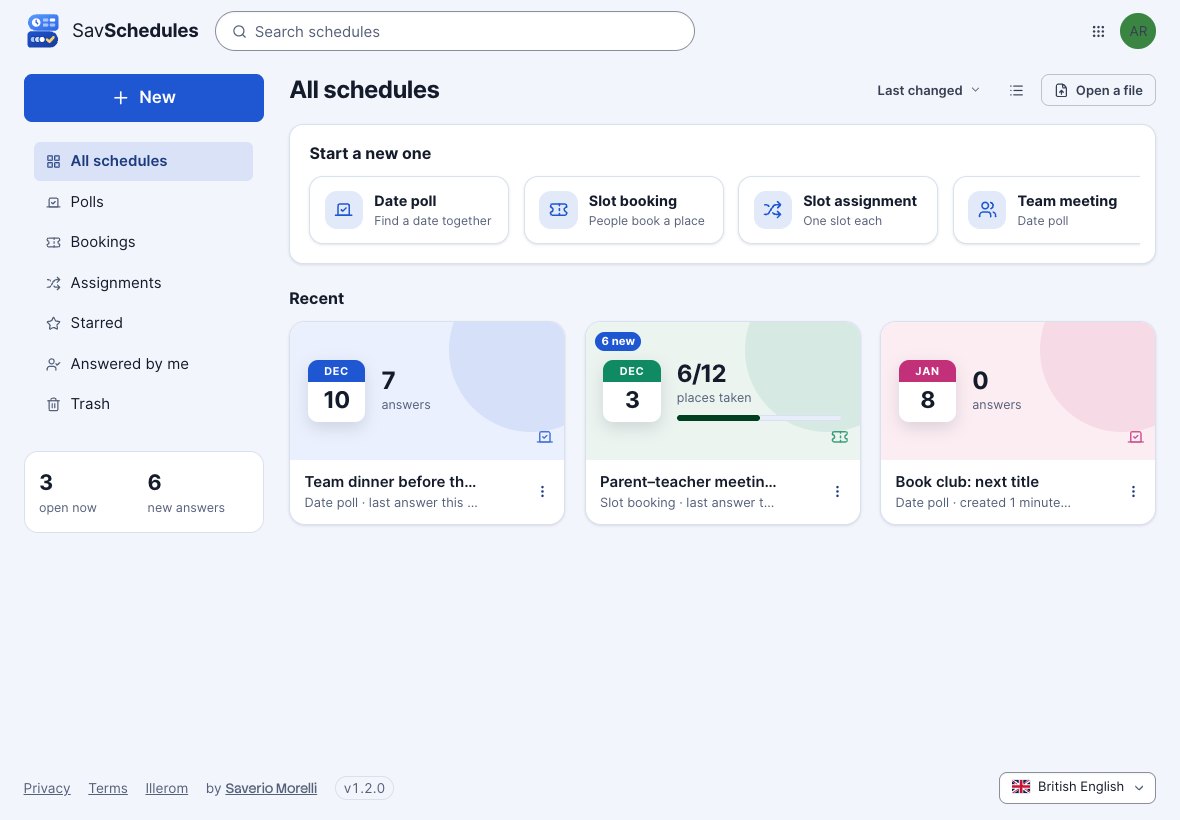 SavSchedules
Search schedules
AR
New
All schedules
Polls
Bookings
Assignments
Starred
Answered by me
Trash
3
open now
6
new answers
All schedules
Last changed
Open a file
Start a new one
Date poll
Find a date together
Slot booking
People book a place
Slot assignment
One slot each
Team meeting
Date poll
Recent
DEC
10
7
answers
Team dinner before th...
Date poll · last answer this ...
6 new
DEC
3
6/12
places taken
Parent–teacher meetin...
Slot booking · last answer t...
JAN
8
0
answers
Book club: next title
Date poll · created 1 minute...
Privacy Terms Illerom by Saverio Morelli v1.2.0
British English